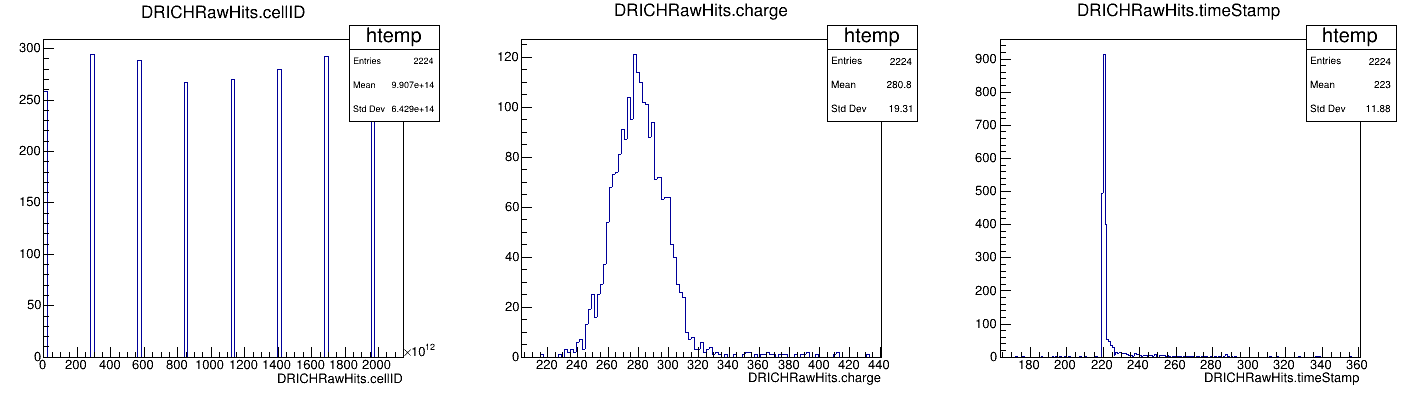 DRICHRawHits.cellID
htemp
Entries 2224
Mean 9.907e+14
Std Dev 6.429e+14
300
250
200
150
100
50
0
0 200 400 600 800 1000 1200 1400 1600 1800 2000
×10^12
DRICHRawHits.cellID
DRICHRawHits.charge
htemp
Entries 2224
Mean 280.8
Std Dev 19.31
120
100
80
60
40
20
0
220 240 260 280 300 320 340 360 380 400 420 440
DRICHRawHits.charge
DRICHRawHits.timeStamp
htemp
Entries 2224
Mean 223
Std Dev 11.88
900
800
700
600
500
400
300
200
100
0
180 200 220 240 260 280 300 320 340 360
DRICHRawHits.timeStamp